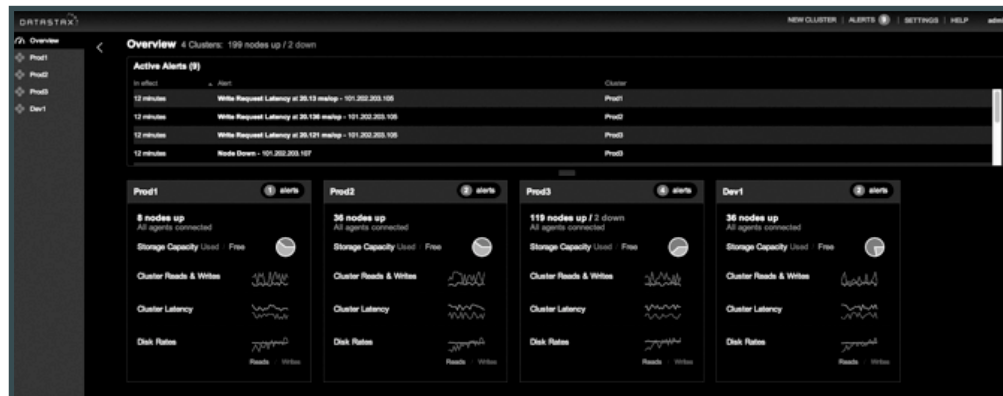 DATASTAX
NEW CLUSTER | ALERTS 9 | SETTINGS | HELP
Overview
Prod1
Prod2
Prod3
Dev1
Overview 4 Clusters: 199 nodes up / 2 down
Active Alerts (9)
In effect Alert Cluster
12 minutes Write Request Latency at 20.13 ms/op - 101.202.203.105 Prod1
12 minutes Write Request Latency at 20.136 ms/op - 101.202.203.105 Prod2
12 minutes Write Request Latency at 20.121 ms/op - 101.202.203.105 Prod3
12 minutes Node Down - 101.202.203.107 Prod3
Prod1 1 alerts
8 nodes up
All agents connected
Storage Capacity Used / Free
Cluster Reads & Writes
Cluster Latency
Disk Rates
Reads / Writes
Prod2 2 alerts
36 nodes up
All agents connected
Storage Capacity Used / Free
Cluster Reads & Writes
Cluster Latency
Disk Rates
Reads / Writes
Prod3 4 alerts
119 nodes up / 2 down
All agents connected
Storage Capacity Used / Free
Cluster Reads & Writes
Cluster Latency
Disk Rates
Reads / Writes
Dev1 2 alerts
36 nodes up
All agents connected
Storage Capacity Used / Free
Cluster Reads & Writes
Cluster Latency
Disk Rates
Reads / Writes